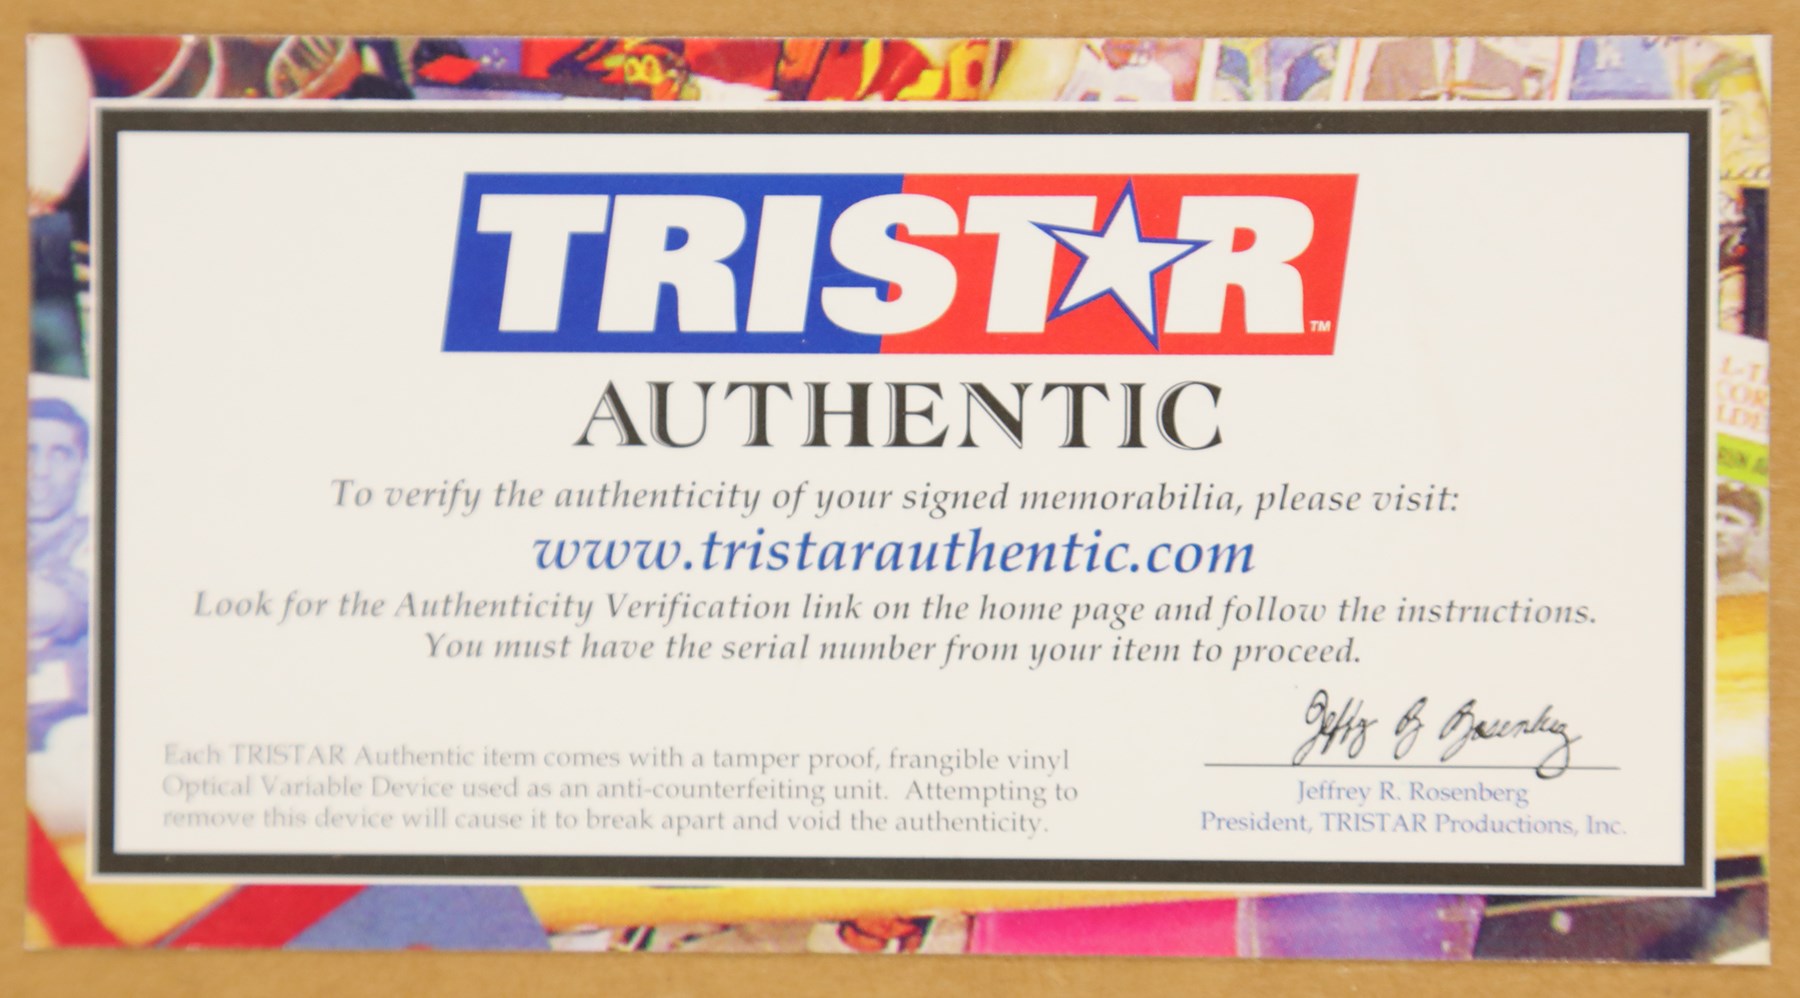 TRISTAR™
AUTHENTIC
To verify the authenticity of your signed memorabilia, please visit:
www.tristarauthentic.com
Look for the Authenticity Verification link on the home page and follow the instructions.
You must have the serial number from your item to proceed.
Each TRISTAR Authentic item comes with a tamper proof, frangible vinyl
Optical Variable Device used as an anti-counterfeiting unit. Attempting to
remove this device will cause it to break apart and void the authenticity.
Jeffrey R. Rosenberg
Jeffrey R. Rosenberg
President, TRISTAR Productions, Inc.